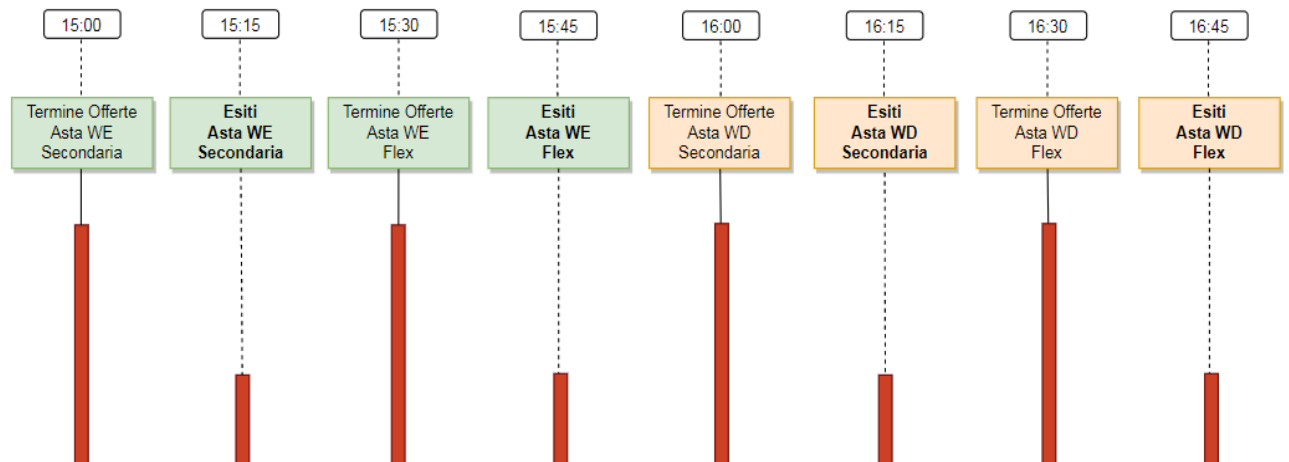 15:00
15:15
15:30
15:45
16:00
16:15
16:30
16:45
Termine Offerte
Asta WE
Secondaria
Esiti
Asta WE
Secondaria
Termine Offerte
Asta WE
Flex
Esiti
Asta WE
Flex
Termine Offerte
Asta WD
Secondaria
Esiti
Asta WD
Secondaria
Termine Offerte
Asta WD
Flex
Esiti
Asta WD
Flex